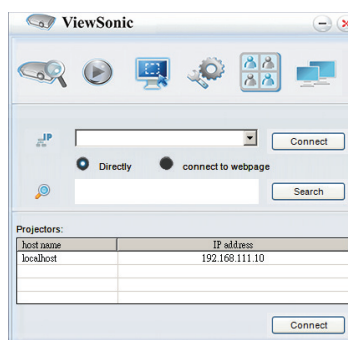 ViewSonic
IP
Connect
Directly connect to webpage
Search
Projectors:
host name IP address
localhost 192.168.111.10
Connect